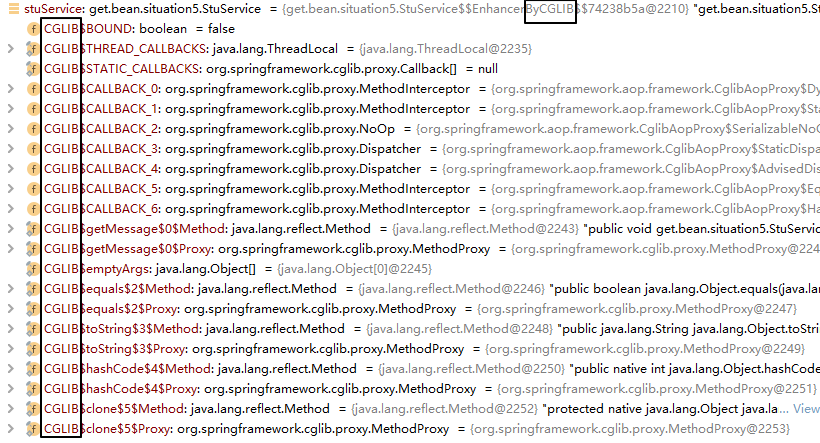 stuService: get.bean.situation5.StuService = {get.bean.situation5.StuService$$EnhancerByCGLIB$$74238b5a@2210} "get.bean.situation5.S
CGLIB$BOUND: boolean = false
CGLIB$THREAD_CALLBACKS: java.lang.ThreadLocal = {java.lang.ThreadLocal@2235}
CGLIB$STATIC_CALLBACKS: org.springframework.cglib.proxy.Callback[] = null
CGLIB$CALLBACK_0: org.springframework.cglib.proxy.MethodInterceptor = {org.springframework.aop.framework.CglibAopProxy$Dy
CGLIB$CALLBACK_1: org.springframework.cglib.proxy.MethodInterceptor = {org.springframework.aop.framework.CglibAopProxy$Sta
CGLIB$CALLBACK_2: org.springframework.cglib.proxy.NoOp = {org.springframework.aop.framework.CglibAopProxy$SerializableNoO
CGLIB$CALLBACK_3: org.springframework.cglib.proxy.Dispatcher = {org.springframework.aop.framework.CglibAopProxy$StaticDispa
CGLIB$CALLBACK_4: org.springframework.cglib.proxy.Dispatcher = {org.springframework.aop.framework.CglibAopProxy$AdvisedDis
CGLIB$CALLBACK_5: org.springframework.cglib.proxy.MethodInterceptor = {org.springframework.aop.framework.CglibAopProxy$Eq
CGLIB$CALLBACK_6: org.springframework.cglib.proxy.MethodInterceptor = {org.springframework.aop.framework.CglibAopProxy$Ha
CGLIB$getMessage$0$Method: java.lang.reflect.Method = {java.lang.reflect.Method@2243} "public void get.bean.situation5.StuService
CGLIB$getMessage$0$Proxy: org.springframework.cglib.proxy.MethodProxy = {org.springframework.cglib.proxy.MethodProxy@224
CGLIB$emptyArgs: java.lang.Object[] = {java.lang.Object[0]@2245}
CGLIB$equals$2$Method: java.lang.reflect.Method = {java.lang.reflect.Method@2246} "public boolean java.lang.Object.equals(java.lan
CGLIB$equals$2$Proxy: org.springframework.cglib.proxy.MethodProxy = {org.springframework.cglib.proxy.MethodProxy@2247}
CGLIB$toString$3$Method: java.lang.reflect.Method = {java.lang.reflect.Method@2248} "public java.lang.String java.lang.Object.toStrin
CGLIB$toString$3$Proxy: org.springframework.cglib.proxy.MethodProxy = {org.springframework.cglib.proxy.MethodProxy@2249}
CGLIB$hashCode$4$Method: java.lang.reflect.Method = {java.lang.reflect.Method@2250} "public native int java.lang.Object.hashCode
CGLIB$hashCode$4$Proxy: org.springframework.cglib.proxy.MethodProxy = {org.springframework.cglib.proxy.MethodProxy@2251}
CGLIB$clone$5$Method: java.lang.reflect.Method = {java.lang.reflect.Method@2252} "protected native java.lang.Object java.la... View
CGLIB$clone$5$Proxy: org.springframework.cglib.proxy.MethodProxy = {org.springframework.cglib.proxy.MethodProxy@2253}